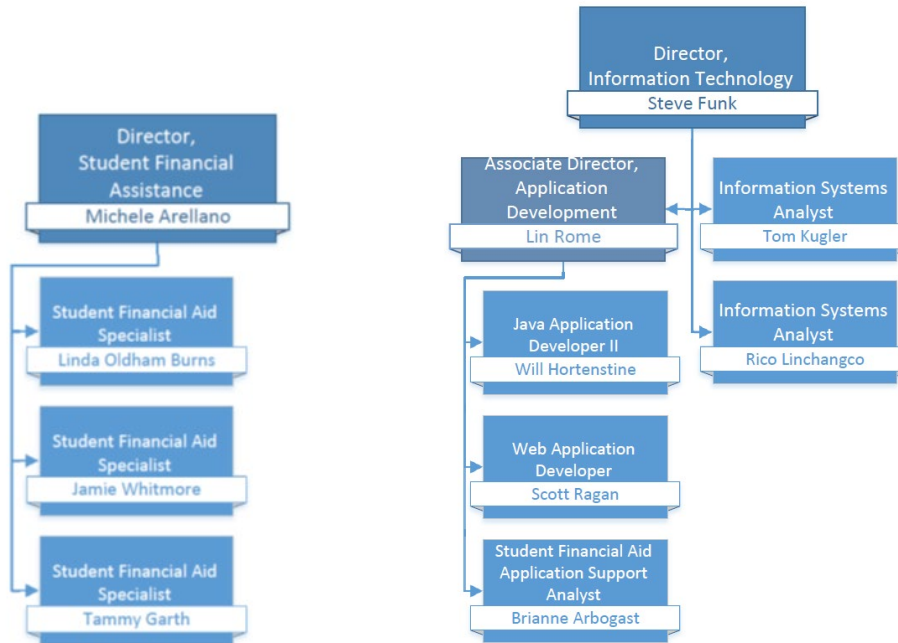 Director,
Student Financial
Assistance
Michele Arellano
Student Financial Aid
Specialist
Linda Oldham Burns
Student Financial Aid
Specialist
Jamie Whitmore
Student Financial Aid
Specialist
Tammy Garth
Director,
Information Technology
Steve Funk
Associate Director,
Application
Development
Lin Rome
Information Systems
Analyst
Tom Kugler
Information Systems
Analyst
Rico Linchangco
Java Application
Developer II
Will Hortenstine
Web Application
Developer
Scott Ragan
Student Financial Aid
Application Support
Analyst
Brianne Arbogast